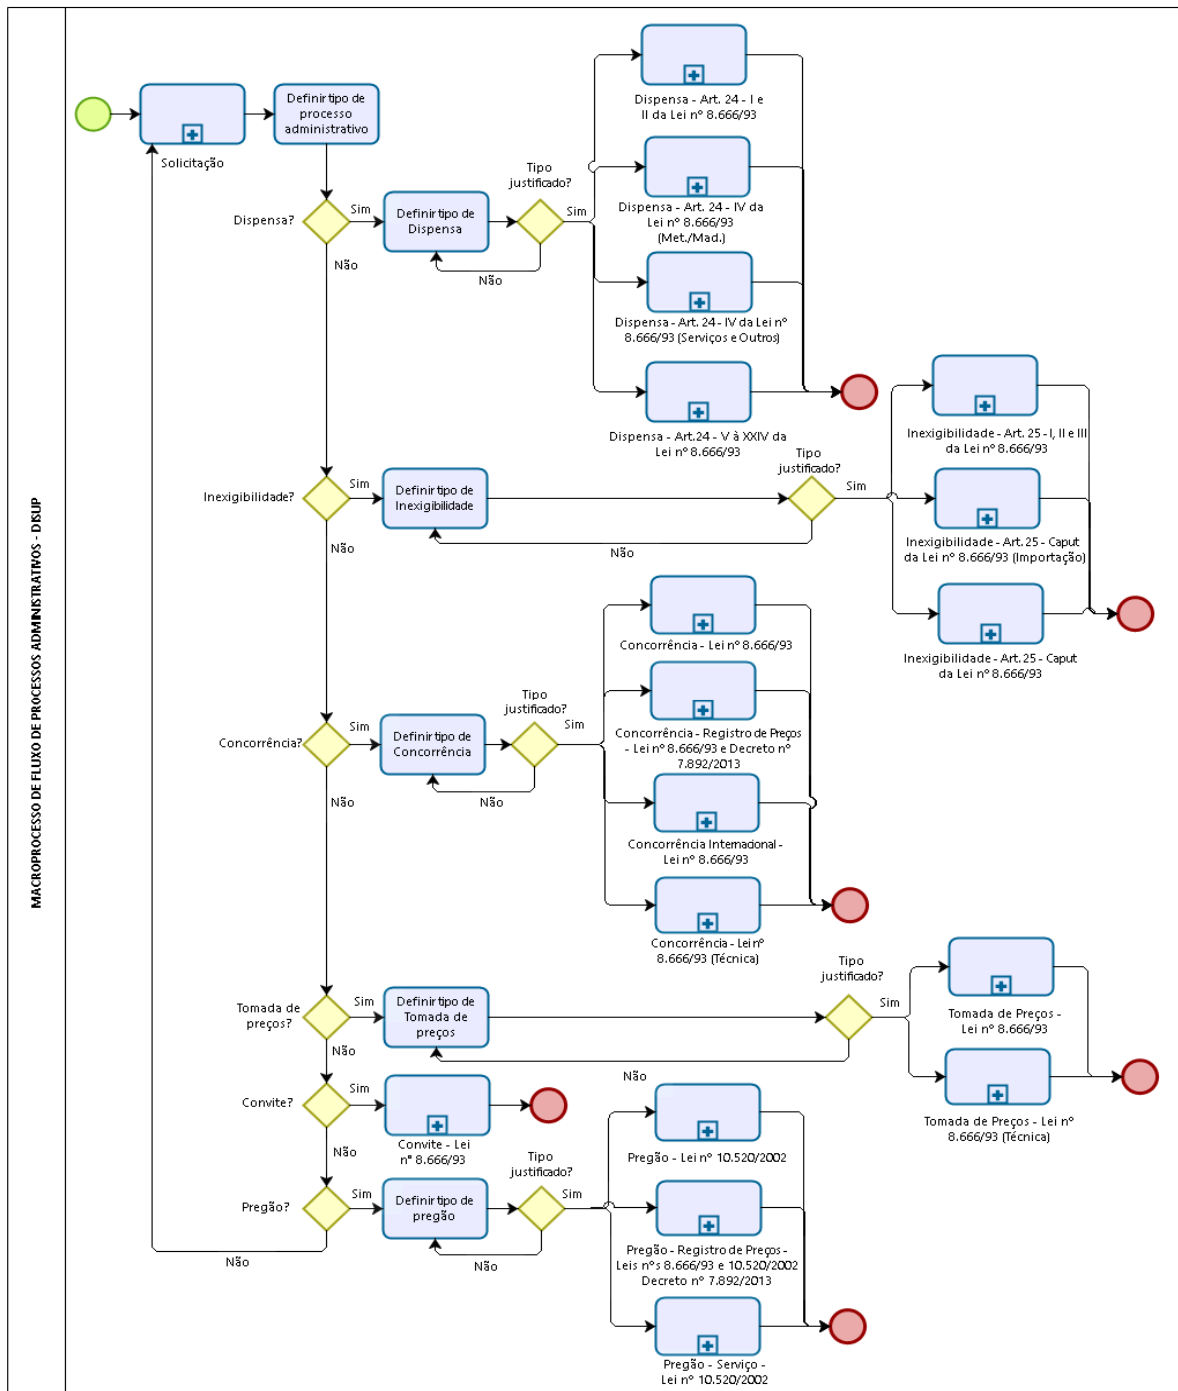 MACROPROCESSO DE FLUXO DE PROCESSOS ADMINISTRATIVOS - DISUP
Solicitação
Definir tipo de
processo
administrativo
Dispensa?
Sim
Não
Definir tipo de
Dispensa
Tipo
justificado?
Sim
Não
Dispensa - Art. 24 - I e
II da Lei nº 8.666/93
Dispensa - Art. 24 - IV da
Lei nº 8.666/93
(Met./Mad.)
Dispensa - Art. 24 - IV da Lei nº
8.666/93 (Serviços e Outros)
Dispensa - Art.24 - V à XXIV da
Lei nº 8.666/93
Inexigibilidade?
Sim
Não
Definir tipo de
Inexigibilidade
Tipo
justificado?
Sim
Não
Inexigibilidade - Art. 25 - I, II e III
da Lei nº 8.666/93
Inexigibilidade - Art. 25 - Caput
da Lei nº 8.666/93 (Importação)
Inexigibilidade - Art. 25 - Caput
da Lei nº 8.666/93
Concorrência?
Sim
Não
Definir tipo de
Concorrência
Tipo
justificado?
Sim
Não
Concorrência - Lei nº 8.666/93
Concorrência - Registro de Preços
- Lei nº 8.666/93 e Decreto nº
7.892/2013
Concorrência Internacional -
Lei nº 8.666/93
Concorrência - Lei nº
8.666/93 (Técnica)
Tomada de
preços?
Sim
Não
Definir tipo de
Tomada de
preços
Tipo
justificado?
Sim
Não
Tomada de Preços -
Lei nº 8.666/93
Tomada de Preços - Lei nº
8.666/93 (Técnica)
Convite?
Sim
Não
Convite - Lei
nº 8.666/93
Pregão?
Sim
Não
Definir tipo de
pregão
Tipo
justificado?
Sim
Não
Pregão - Lei nº 10.520/2002
Pregão - Registro de Preços -
Leis nºs 8.666/93 e 10.520/2002
Decreto nº 7.892/2013
Pregão - Serviço -
Lei nº 10.520/2002